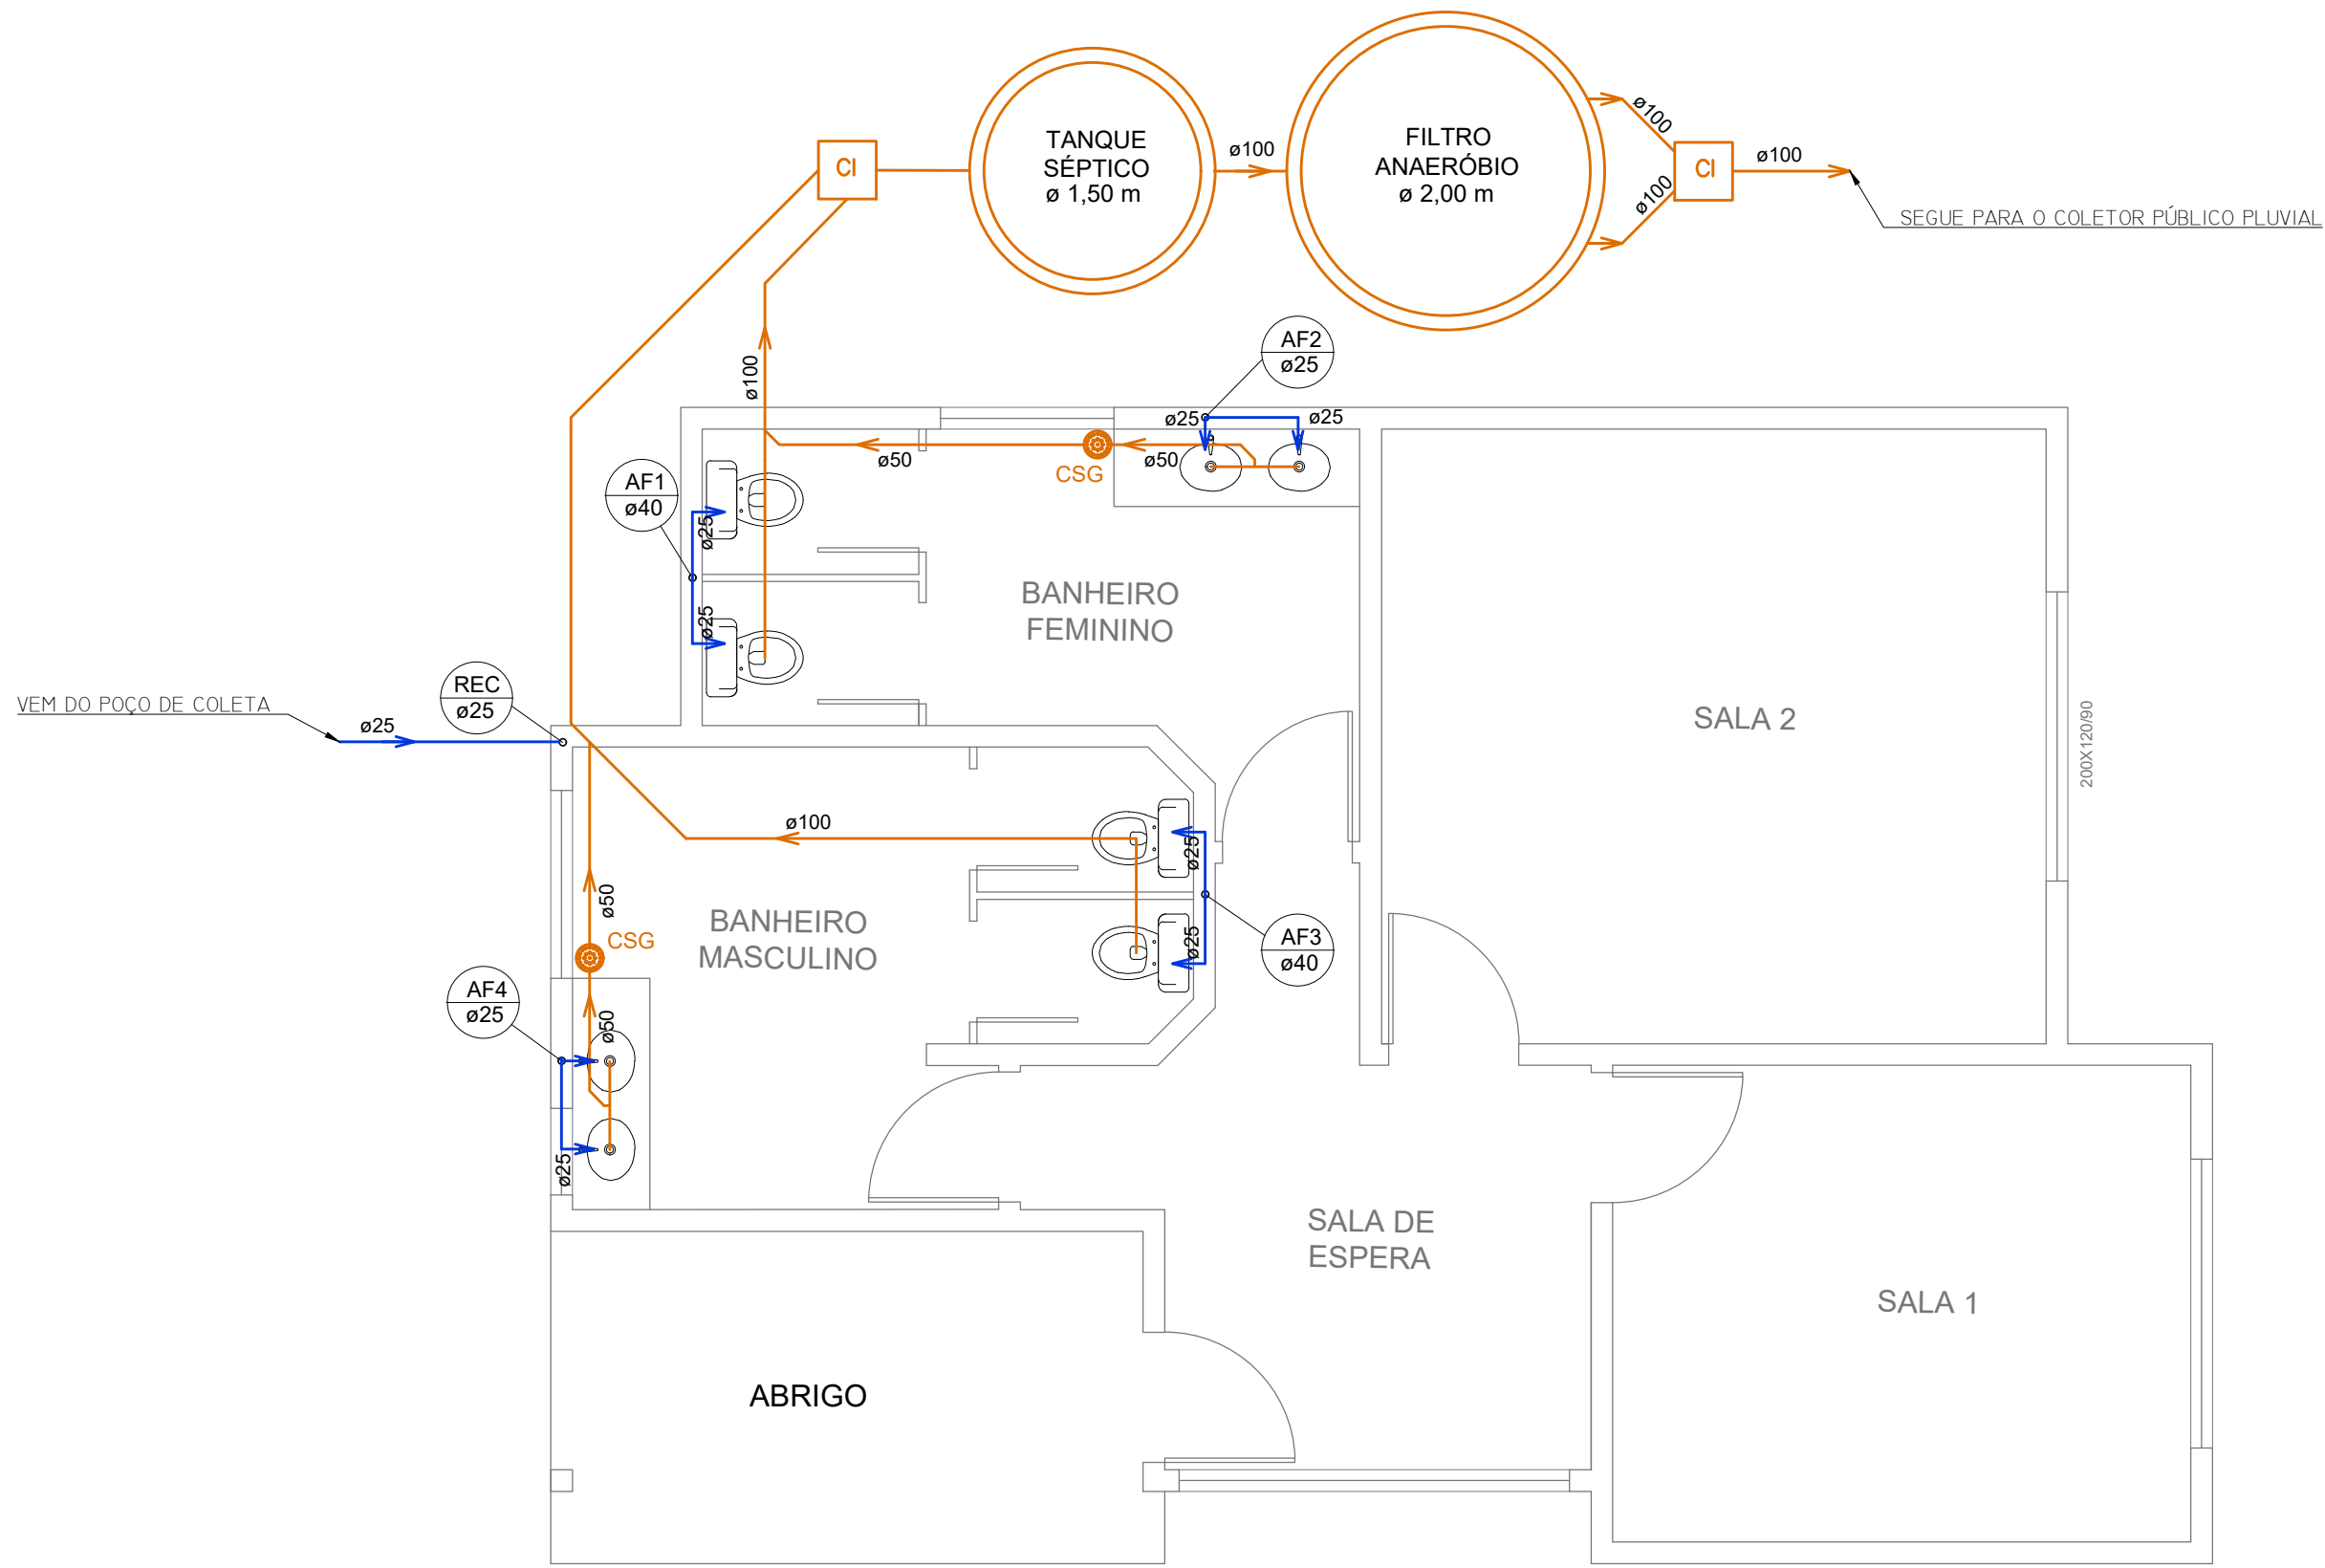 TANQUE
SÉPTICO
ø 1,50 m
FILTRO
ANAERÓBIO
ø 2,00 m
CI
ø100
ø100
ø100
CI
ø100
SEGUE PARA O COLETOR PÚBLICO PLUVIAL
AF2
ø25
ø100
ø25
ø25
ø50
ø50
CSG
AF1
ø40
ø25
ø25
BANHEIRO
FEMININO
REC
ø25
VEM DO POÇO DE COLETA
ø25
SALA 2
200X120/90
ø100
ø25
ø25
AF3
ø40
ø50
CSG
BANHEIRO
MASCULINO
AF4
ø25
ø50
ø25
SALA DE
ESPERA
SALA 1
ABRIGO